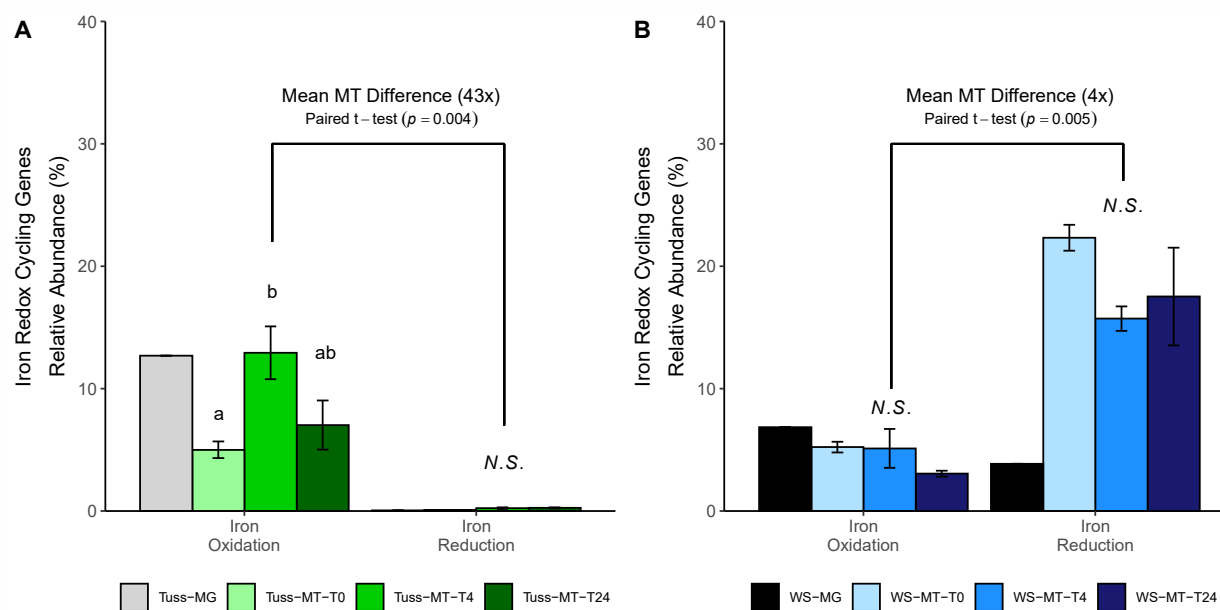 A
Iron Redox Cycling Genes
Relative Abundance (%)
40
30
20
10
0
Mean MT Difference (43x)
Paired t−test (p = 0.004)
a
b
ab
N.S.
Iron
Oxidation
Iron
Reduction
Tuss−MG
Tuss−MT−T0
Tuss−MT−T4
Tuss−MT−T24
B
Iron Redox Cycling Genes
Relative Abundance (%)
40
30
20
10
0
Mean MT Difference (4x)
Paired t−test (p = 0.005)
N.S.
N.S.
Iron
Oxidation
Iron
Reduction
WS−MG
WS−MT−T0
WS−MT−T4
WS−MT−T24